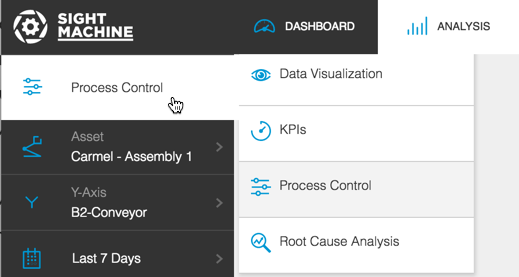 SIGHT
MACHINE
DASHBOARD
ANALYSIS
Process Control
Asset
Carmel - Assembly 1
Y-Axis
B2-Conveyor
Last 7 Days
Data Visualization
KPIs
Process Control
Root Cause Analysis